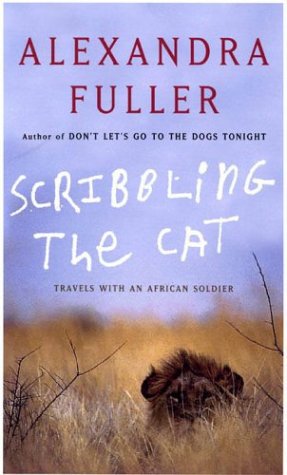 ALEXANDRA
FULLER
Author of DON'T LET'S GO TO THE DOGS TONIGHT
SCRIBBLING
THE CAT
TRAVELS WITH AN AFRICAN SOLDIER